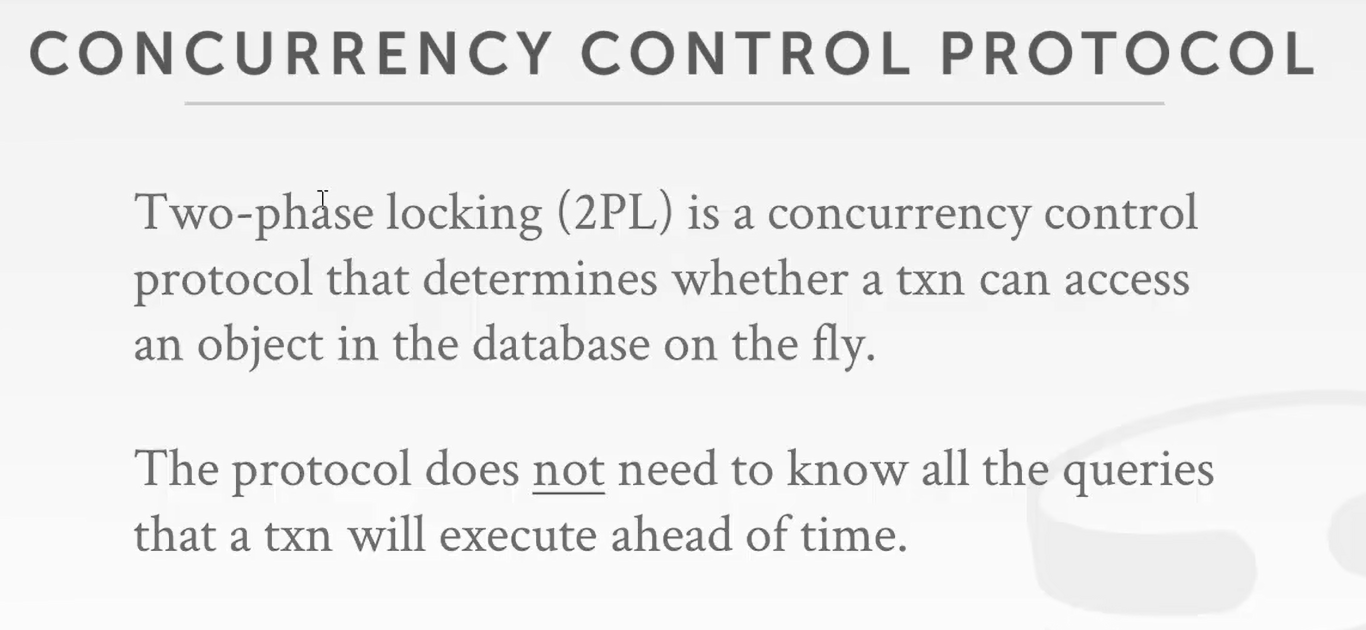 CONCURRENCY CONTROL PROTOCOL
Two-phase locking (2PL) is a concurrency control
protocol that determines whether a txn can access
an object in the database on the fly.
The protocol does not need to know all the queries
that a txn will execute ahead of time.